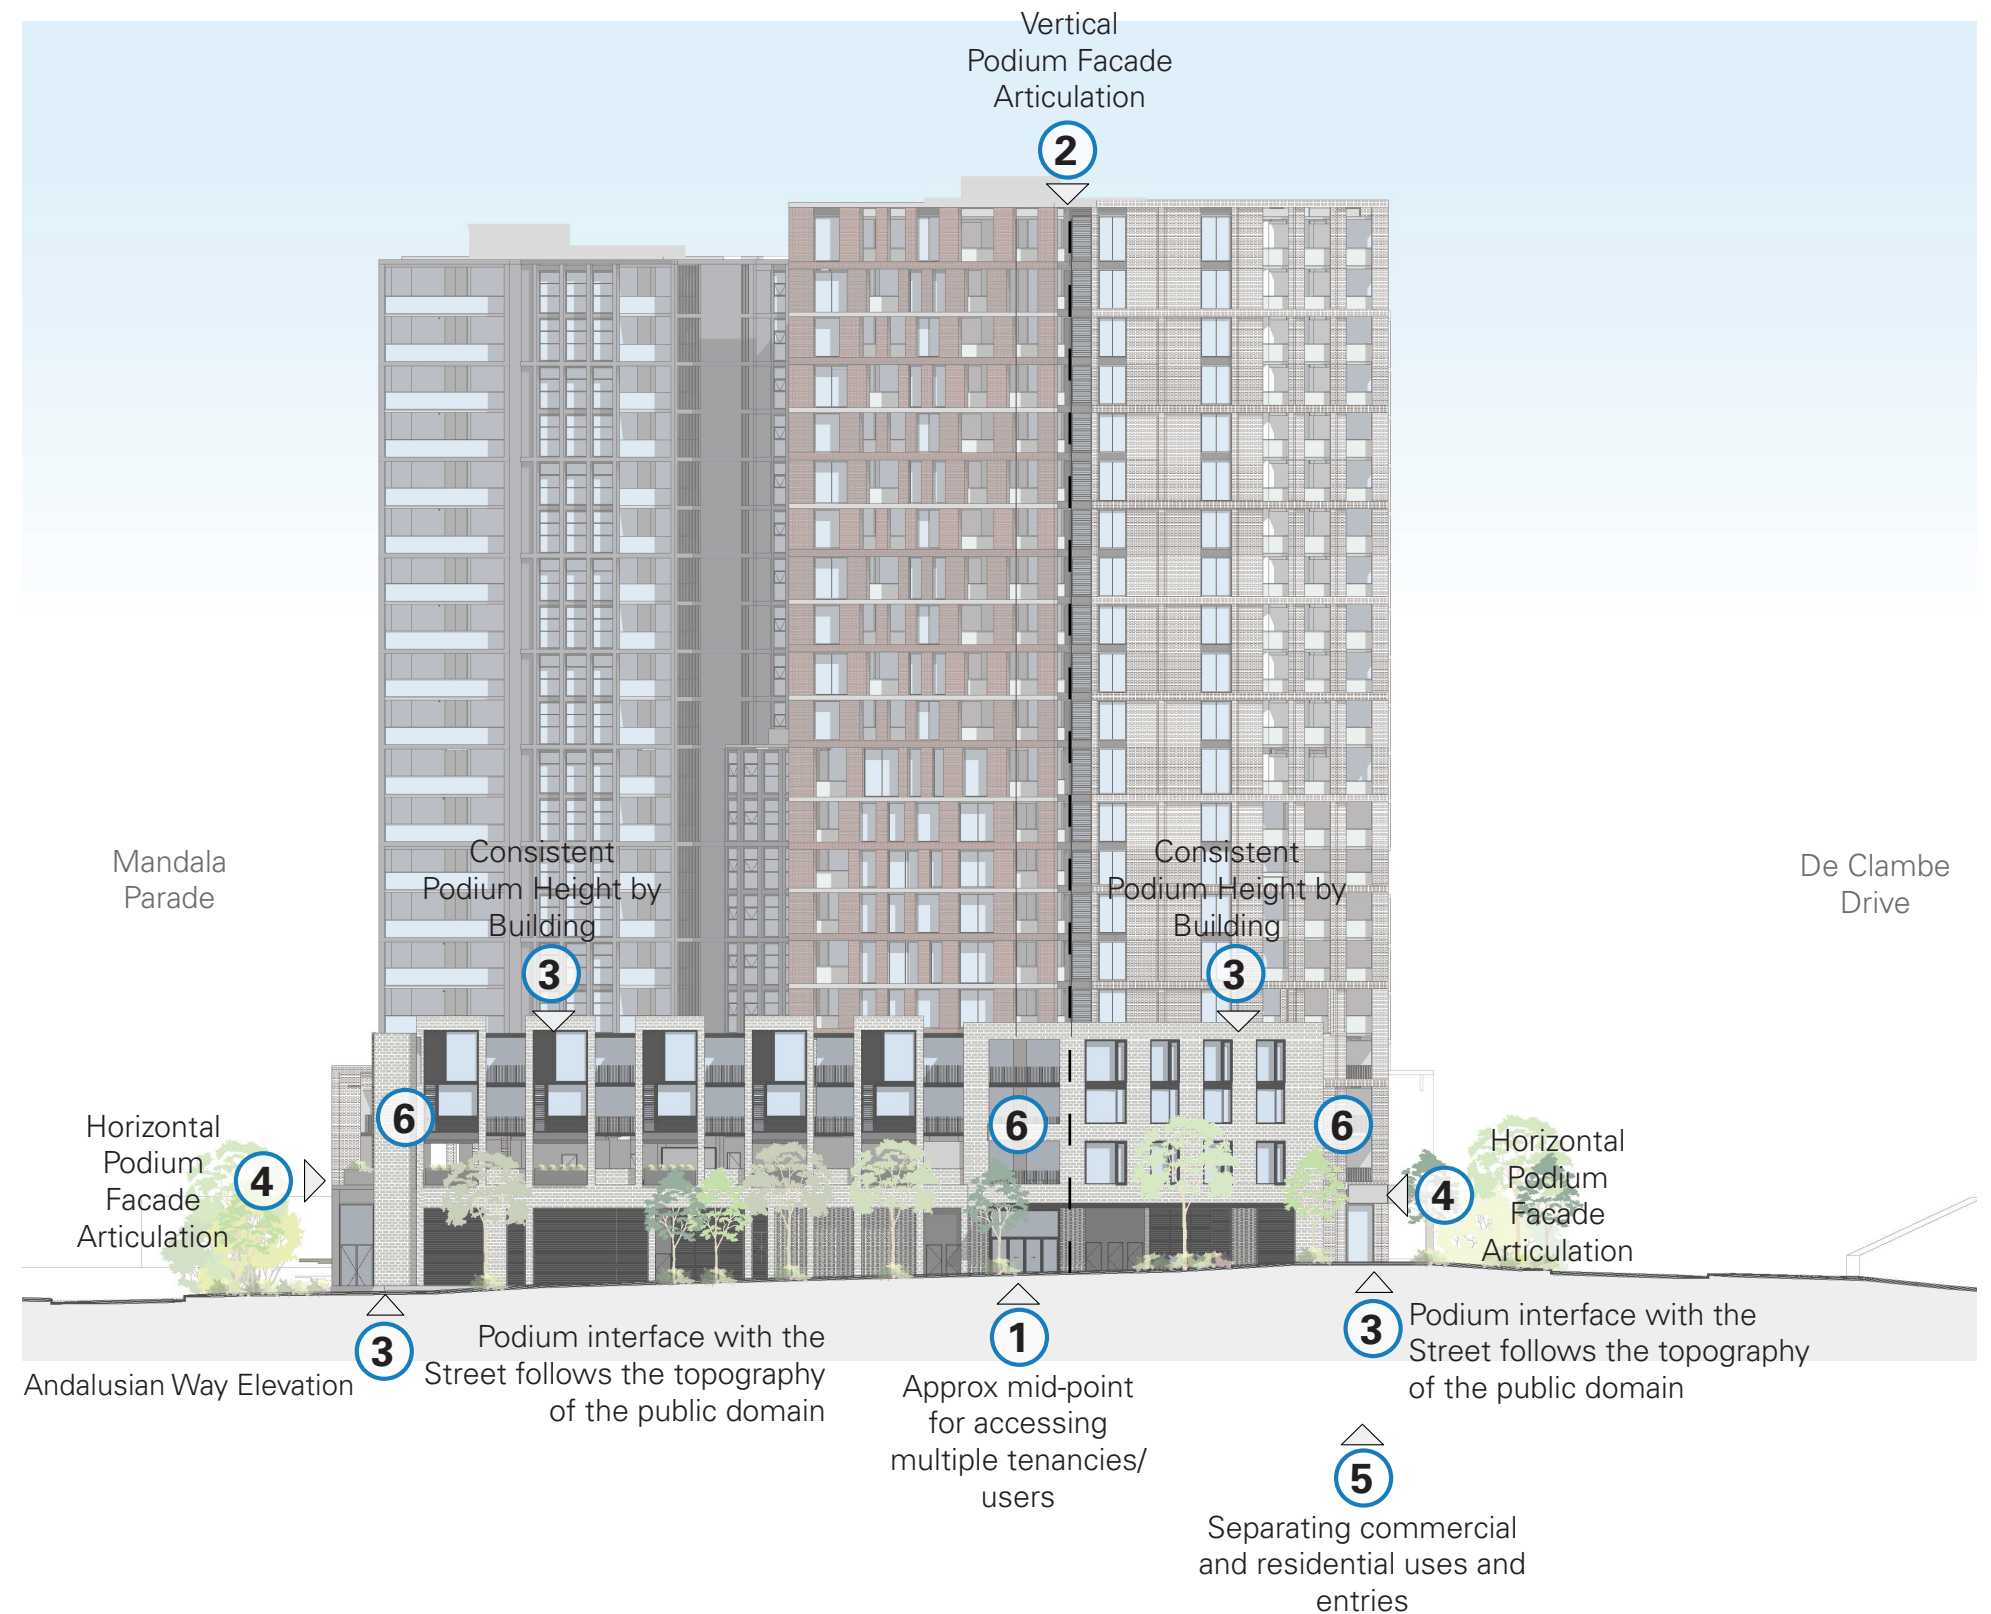 Vertical
Podium Facade
Articulation
2
Mandala
Parade
Consistent
Podium Height by
Building
3
Consistent
Podium Height by
Building
3
De Clambe
Drive
6
6
6
Horizontal
Podium
Facade
Articulation
4
4
Horizontal
Podium
Facade
Articulation
Andalusian Way Elevation
3
Podium interface with the
Street follows the topography
of the public domain
1
Approx mid-point
for accessing
multiple tenancies/
users
3
Podium interface with the
Street follows the topography
of the public domain
5
Separating commercial
and residential uses and
entries